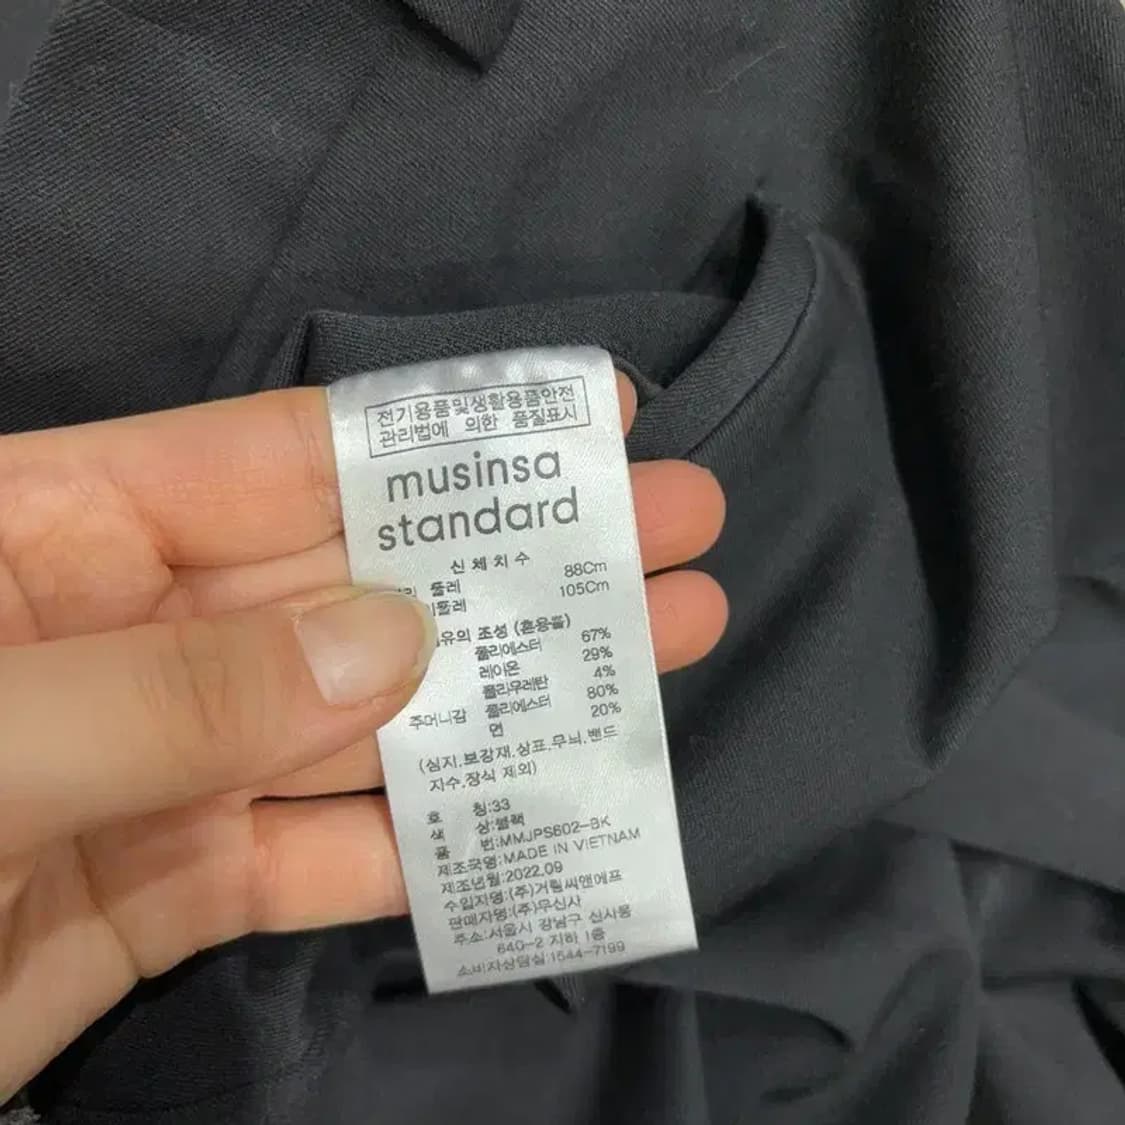 전기용품및생활용품안전
관리법에 의한 품질표시
musinsa
standard
신체치수
둘레 88Cm
둘레 105Cm
조성 (혼용율)
폴리에스터 67%
레이온 29%
폴리우레탄 4%
주머니감 폴리에스터 80%
면 20%
(심지.보강재.상표.무늬.밴드
자수.장식 제외)
호 칭:33
색 상:블랙
품 번:MMJPS602-BK
제조국명:MADE IN VIETNAM
제조년월:2022.09
수입자명:(주)거림씨앤에프
판매자명:(주)무신사
주소:서울시 강남구 신사동
640-2 지하 1층
소비자상담실:1544-7199